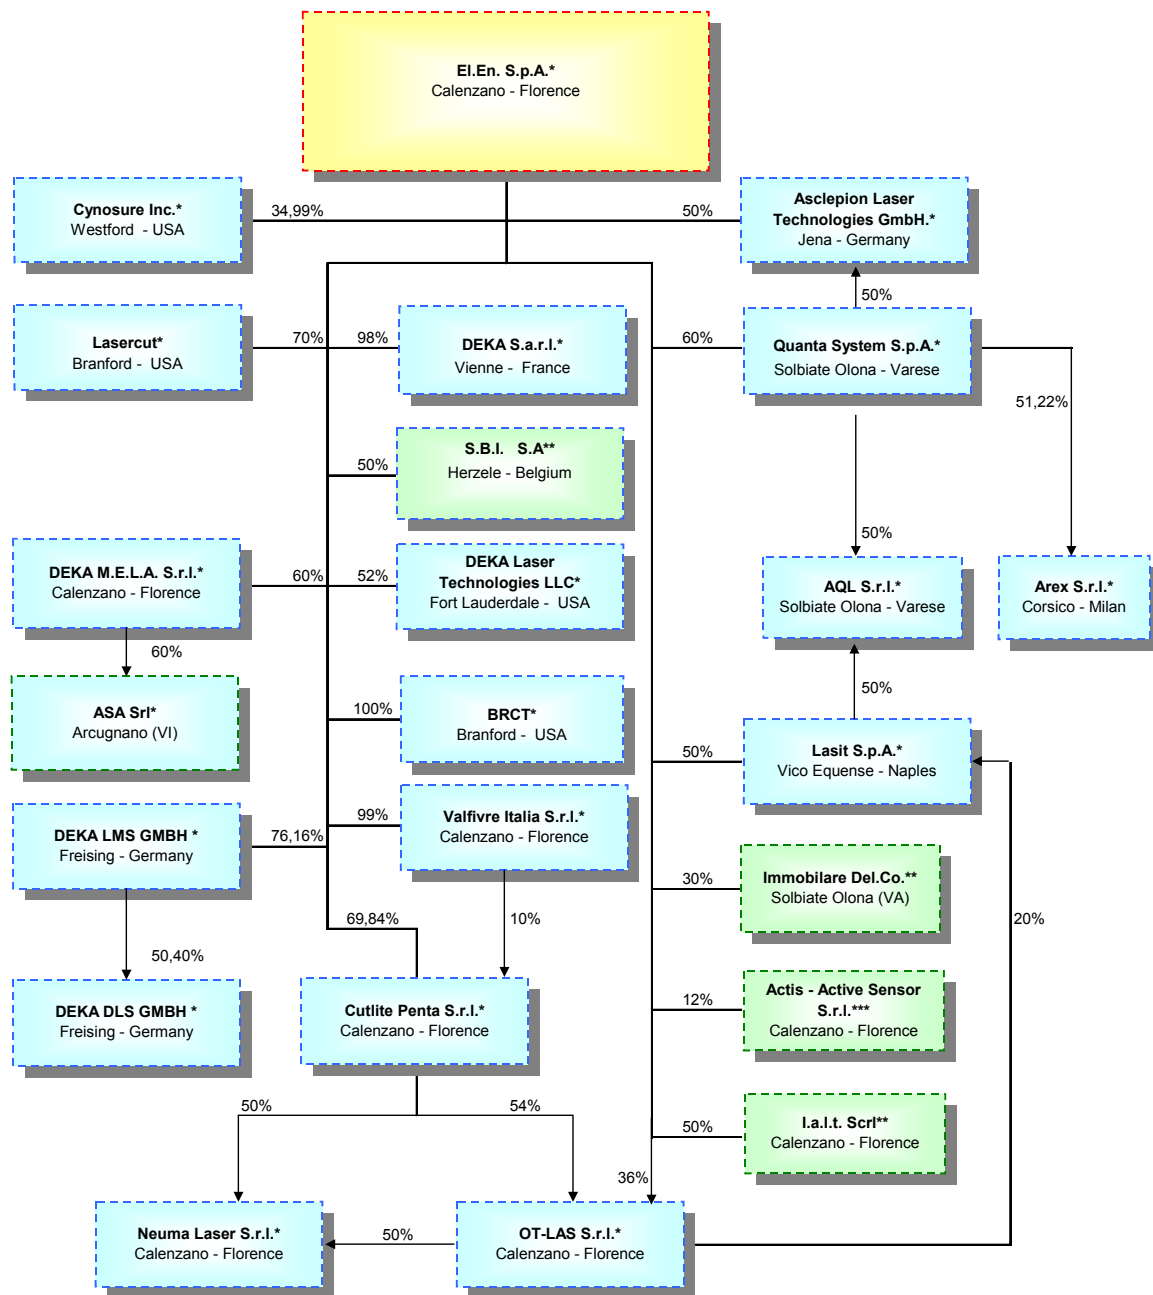 El.En. S.p.A.*
Calenzano - Florence
Cynosure Inc.*
Westford - USA
34,99%
50%
Asclepion Laser
Technologies GmbH.*
Jena - Germany
50%
Lasercut*
Branford - USA
70%
98%
DEKA S.a.r.l.*
Vienne - France
60%
Quanta System S.p.A.*
Solbiate Olona - Varese
51,22%
50%
S.B.I. S.A**
Herzele - Belgium
50%
DEKA M.E.L.A. S.r.l.*
Calenzano - Florence
60%
52%
DEKA Laser
Technologies LLC*
Fort Lauderdale - USA
AQL S.r.l.*
Solbiate Olona - Varese
Arex S.r.l.*
Corsico - Milan
60%
50%
ASA Srl*
Arcugnano (VI)
100%
BRCT*
Branford - USA
50%
Lasit S.p.A.*
Vico Equense - Naples
DEKA LMS GMBH *
Freising - Germany
76,16%
99%
Valfivre Italia S.r.l.*
Calenzano - Florence
30%
Immobilare Del.Co.**
Solbiate Olona (VA)
69,84%
10%
20%
50,40%
DEKA DLS GMBH *
Freising - Germany
Cutlite Penta S.r.l.*
Calenzano - Florence
12%
Actis - Active Sensor
S.r.l.***
Calenzano - Florence
50%
54%
50%
I.a.l.t. Scrl**
Calenzano - Florence
36%
Neuma Laser S.r.l.*
Calenzano - Florence
50%
OT-LAS S.r.l.*
Calenzano - Florence